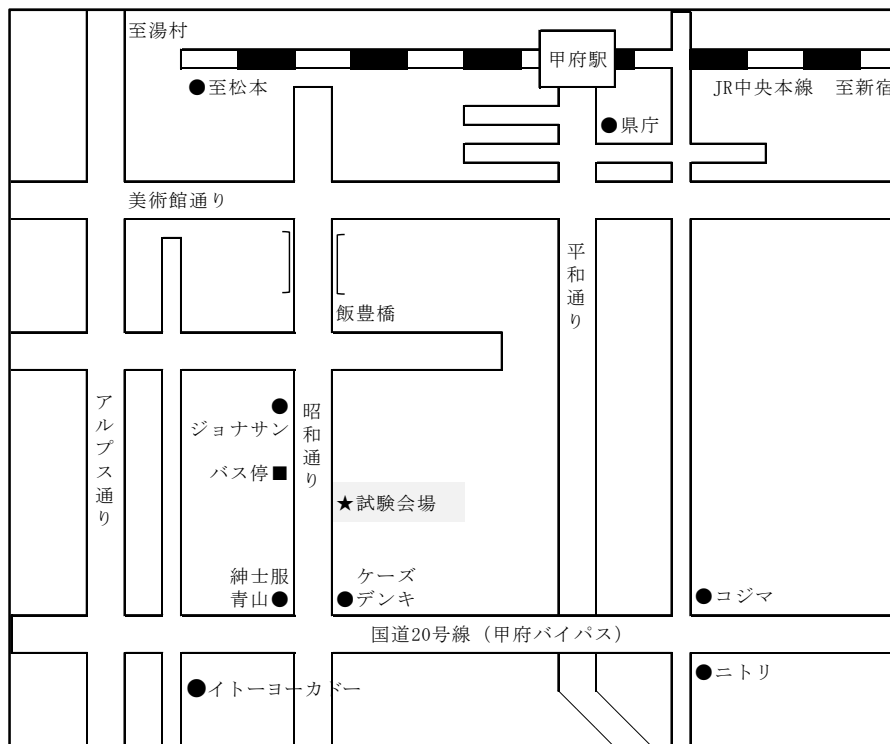 至湯村
甲府駅
●至松本
JR中央本線　至新宿
●県庁
美術館通り
平和通り
飯豊橋
アルプス通り
昭和通り
●
ジョナサン
バス停■
★試験会場
紳士服
青山●
ケーズ
●デンキ
●コジマ
国道20号線（甲府バイパス）
●イトーヨーカドー
●ニトリ